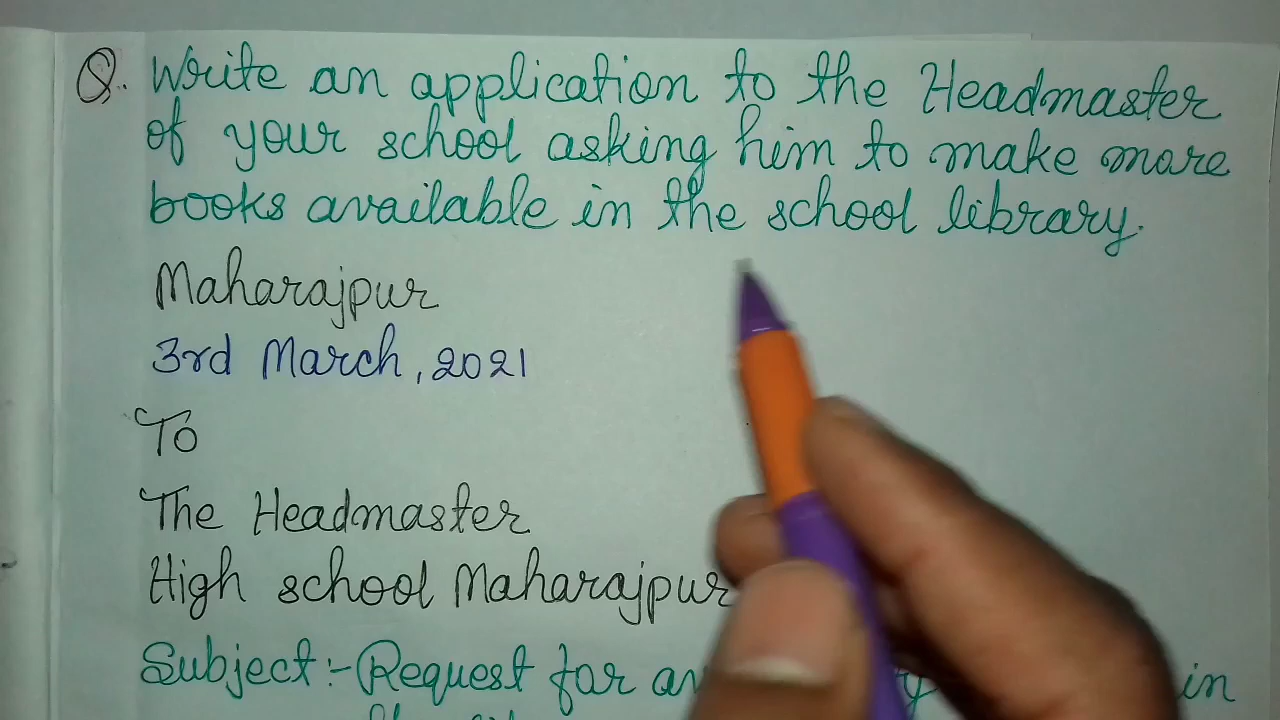 Q. Write an application to the Headmaster
of your school asking him to make more
books available in the school library.
Maharajpur
3rd March, 2021
To
The Headmaster
High school Maharajpur
Subject:- Request for in